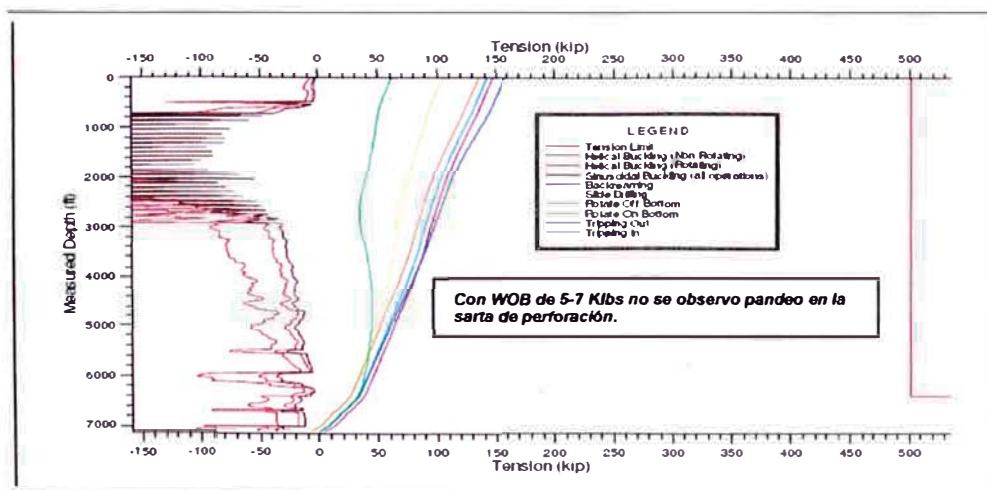 Tension (kip)
-150 -100 -50 0 50 100 150 200 250 300 350 400 450 500
0
1000
2000
3000
4000
5000
6000
7000
Measured Depth (ft)
LEGEND
Tension Limit
Helical Buckling (Non Rotating)
Helical Buckling (Rotating)
Sinusoidal Buckling (all operations)
Backreaming
Slide Drilling
Rotate Off Bottom
Rotate On Bottom
Tripping Out
Tripping In
Con WOB de 5-7 Klbs no se observo pandeo en la
sarta de perforación.
-150 -100 -50 0 50 100 150 200 250 300 350 400 450 500
Tension (kip)